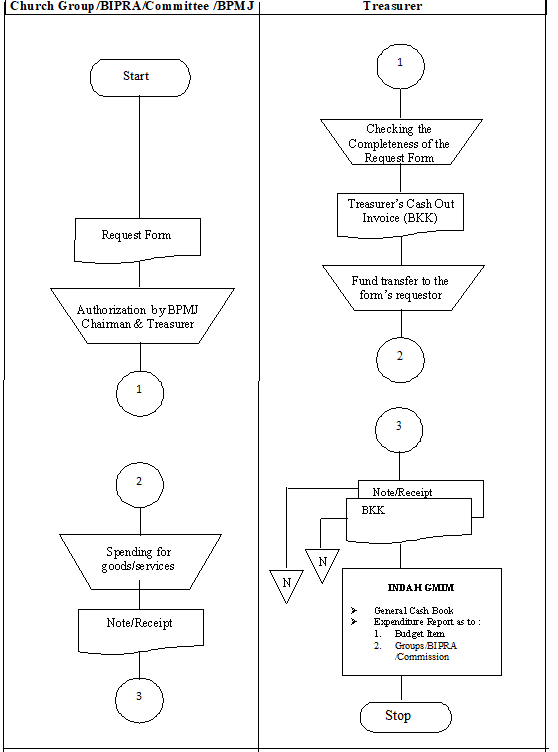 Church Group/BIPRA/Committee /BPMJ
Treasurer
Start
Request Form
Authorization by BPMJ
Chairman & Treasurer
1
2
Spending for
goods/services
Note/Receipt
3
1
Checking the
Completeness of the
Request Form
Treasurer's Cash Out
Invoice (BKK)
Fund transfer to the
form's requestor
2
3
Note/Receipt
BKK
N
N
INDAH GMIM
➤ General Cash Book
➤ Expenditure Report as to :
1. Budget Item
2. Groups/BIPRA
/Commission
Stop